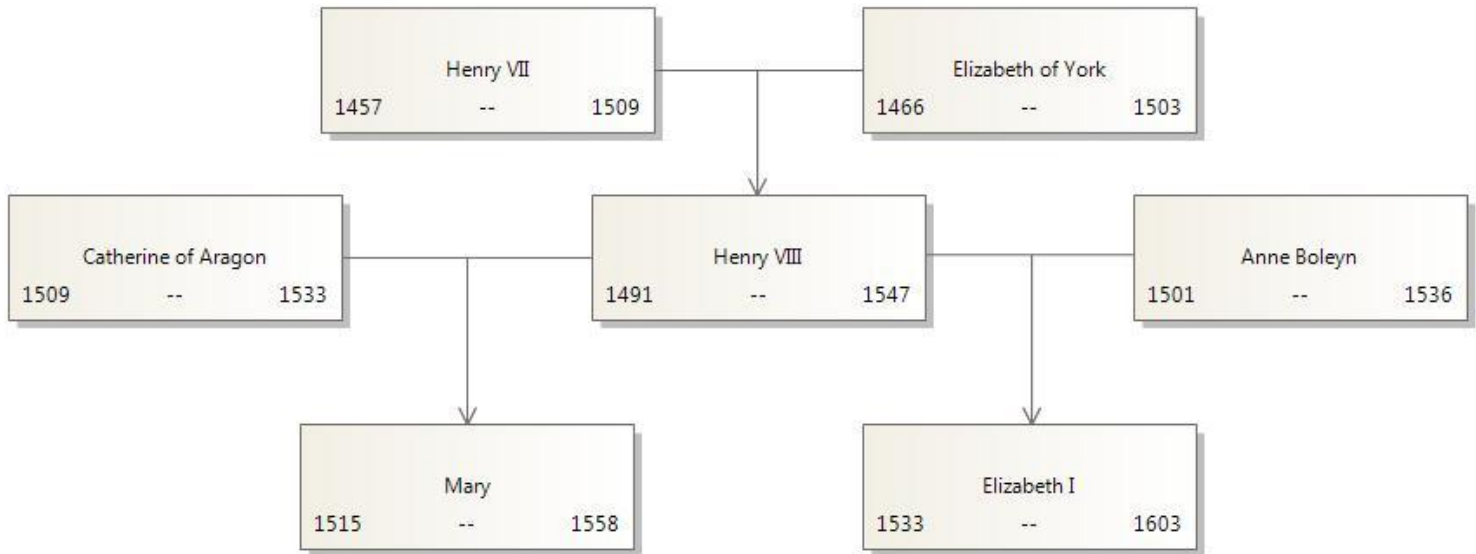 Henry VII
1457 -- 1509
Elizabeth of York
1466 -- 1503
Catherine of Aragon
1509 -- 1533
Henry VIII
1491 -- 1547
Anne Boleyn
1501 -- 1536
Mary
1515 -- 1558
Elizabeth I
1533 -- 1603